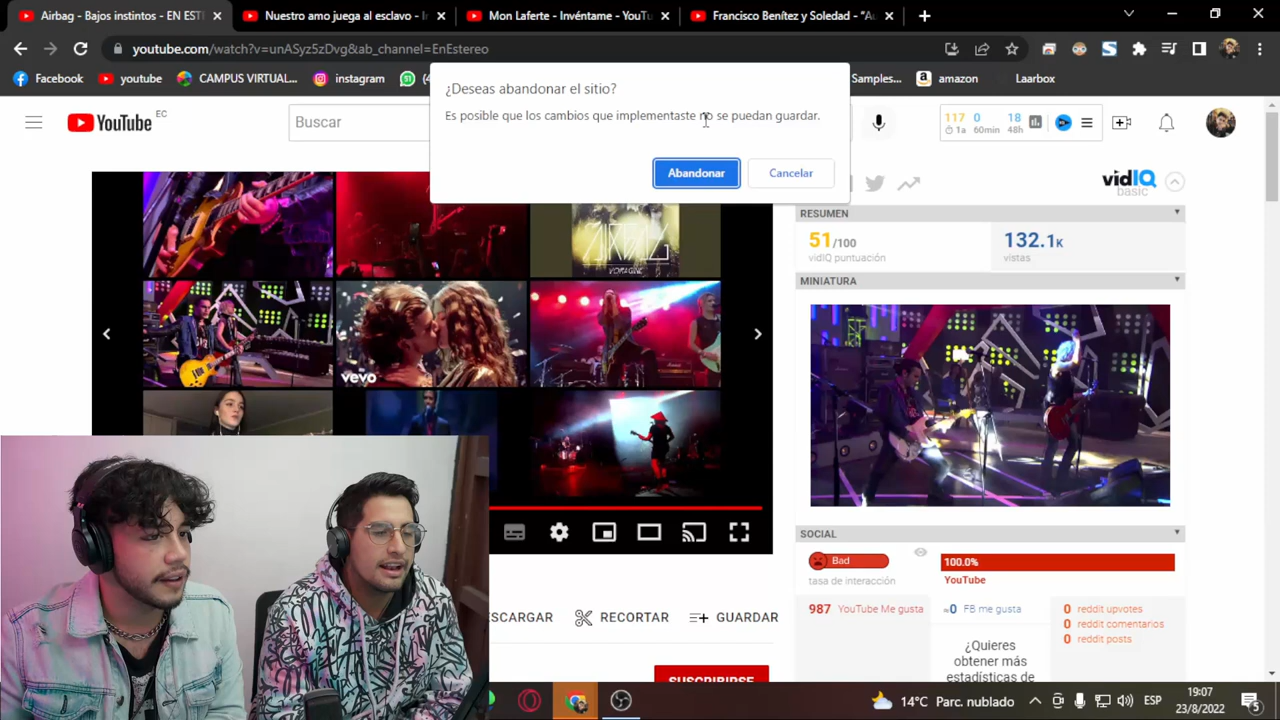 Airbag - Bajos instintos - EN EST
Nuestro amo juega al esclavo - I
Mon Laferte - Invéntame - YouTu
Francisco Benítez y Soledad - "Au
youtube.com/watch?v=unASyz5zDvg&ab_channel=EnEstereo
Facebook
youtube
CAMPUS VIRTUAL...
instagram
Samples...
amazon
Laarbox
¿Deseas abandonar el sitio?
Es posible que los cambios que implementaste no se puedan guardar.
Abandonar
Cancelar
YouTube
EC
Buscar
117 0 18
1a 60min 48h
vidIQ
basic
RESUMEN
51/100
vidIQ puntuación
132.1K
vistas
MINIATURA
AIRBAG
VORAGINE
vevo
SOCIAL
Bad
tasa de interacción
100.0%
YouTube
987 YouTube Me gusta
≈0 FB me gusta
0 reddit upvotes
0 reddit comentarios
0 reddit posts
¿Quieres
obtener más
estadísticas de
SCARGAR
RECORTAR
GUARDAR
SUSCRIBIRSE
14°C Parc. nublado
ESP
19:07
23/8/2022
5